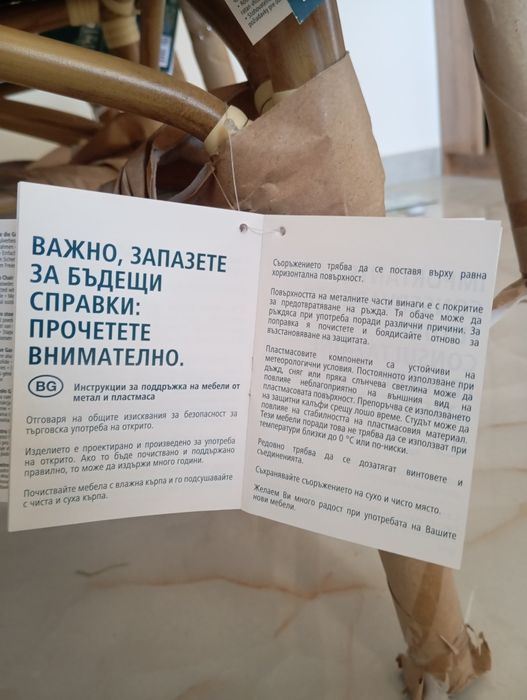 ВАЖНО, ЗАПАЗЕТЕ
ЗА БЪДЕЩИ
СПРАВКИ:
ПРОЧЕТЕТЕ
ВНИМАТЕЛНО.
BG Инструкции за поддръжка на мебели от
метал и пластмаса
Отговаря на общите изисквания за безопасност за
търговска употреба на открито.
Изделието е проектирано и произведено за употреба
на открито. Ако то бъде почиствано и поддържано
правилно, то може да издържи много години.
Почиствайте мебела с влажна кърпа и го подсушавайте
с чиста и суха кърпа.
Съоръжението трябва да се поставя върху равна
хоризонтална повърхност.
Повърхността на металните части винаги е с покритие
за предотвратяване на ръжда. Тя обаче може да
ръждяса при употреба поради различни причини. За
поправка я почистете и боядисайте отново за
възстановяване на защитата.
Пластмасовите компоненти са устойчиви на
метеорологични условия. Постоянното използване при
дъжд, сняг или пряка слънчева светлина може да
повлияе неблагоприятно на външния вид на
пластмасовата повърхност. Препоръчва се използването
на защитни калъфи срещу лошо време. Студът може да
повлияе на стабилността на пластмасовия материал.
Тези мебели поради това не трябва да се използват при
температури близки до 0 °C или по-ниски.
Редовно трябва да се дозатягат винтовете и
съединенията.
Съхранявайте съоръжението на сухо и чисто място.
Желаем Ви много радост при употребата на Вашите
нови мебели.